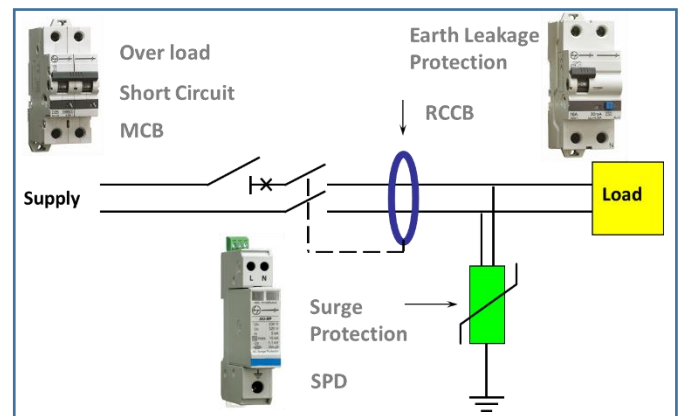 Over load
Short Circuit
MCB
Earth Leakage
Protection
RCCB
Supply
Load
L N
Surge
Protection
SPD